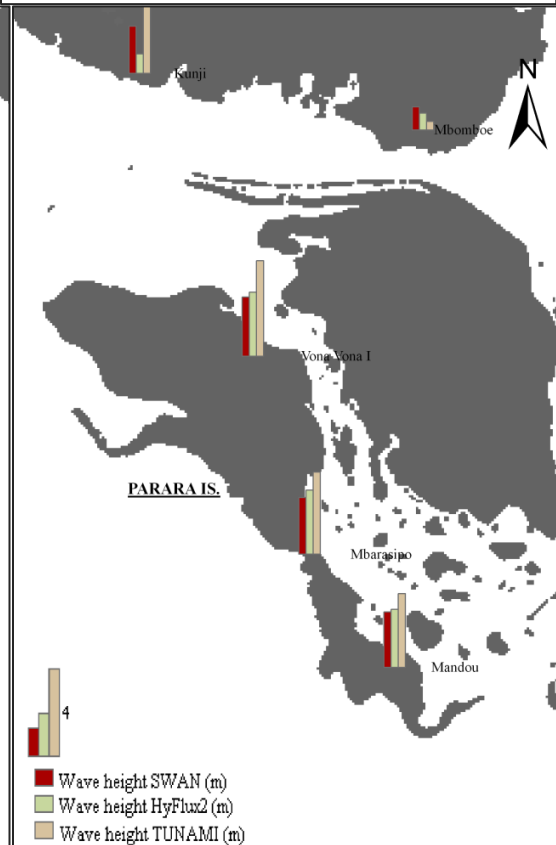 Kunji
N
Mbomboe
Vona Vona I
PARARA IS.
Mbarasipo
Mandou
4
Wave height SWAN (m)
Wave height HyFlux2 (m)
Wave height TUNAMI (m)